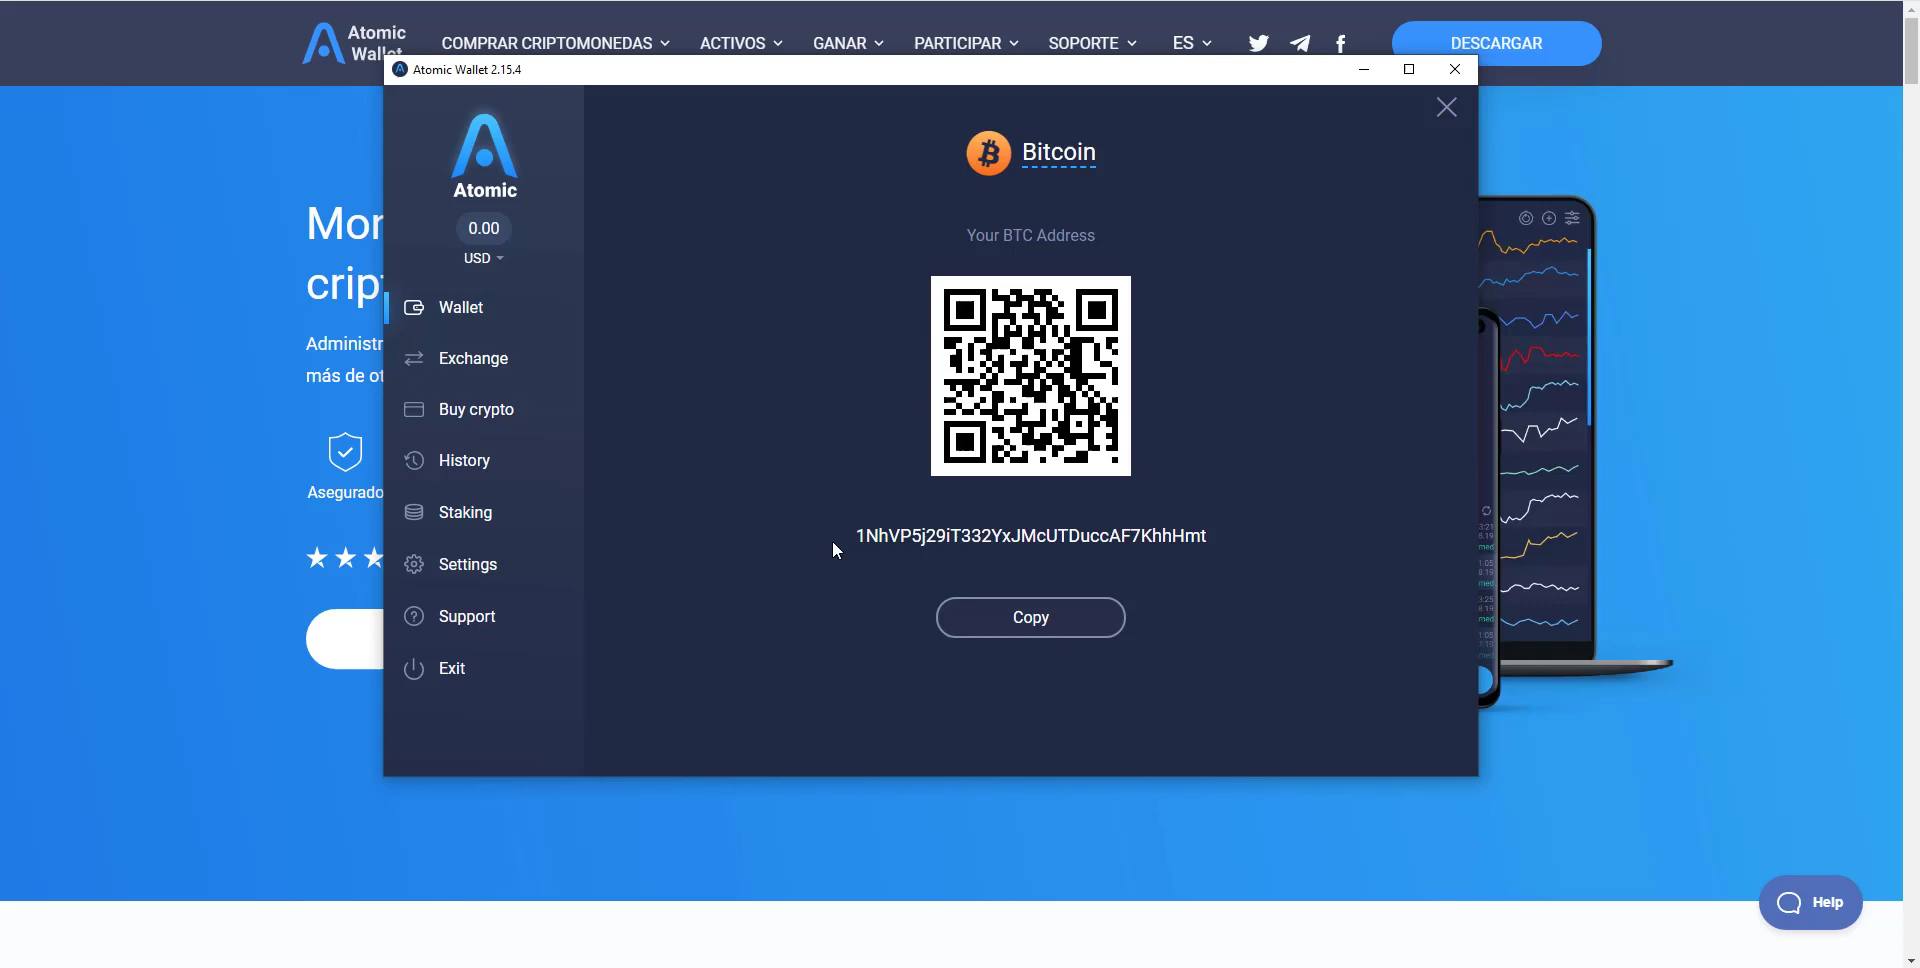 Atomic
COMPRAR CRIPTOMONEDAS
ACTIVOS
GANAR
PARTICIPAR
SOPORTE
ES
DESCARGAR
Atomic Wallet 2.15.4
Atomic
0.00
USD
Wallet
Exchange
Buy crypto
History
Staking
Settings
Support
Exit
Bitcoin
Your BTC Address
1NhVP5j29iT332YxJMcUTDuccAF7KhhHmt
Copy
Mor
crip
Administr
más de ot
Asegurado
Help